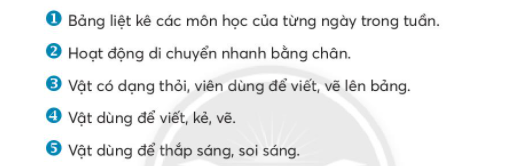 1 Bảng liệt kê các môn học của từng ngày trong tuần.
2 Hoạt động di chuyển nhanh bằng chân.
3 Vật có dạng thỏi, viên dùng để viết, vẽ lên bảng.
4 Vật dùng để viết, kẻ, vẽ.
5 Vật dùng để thắp sáng, soi sáng.